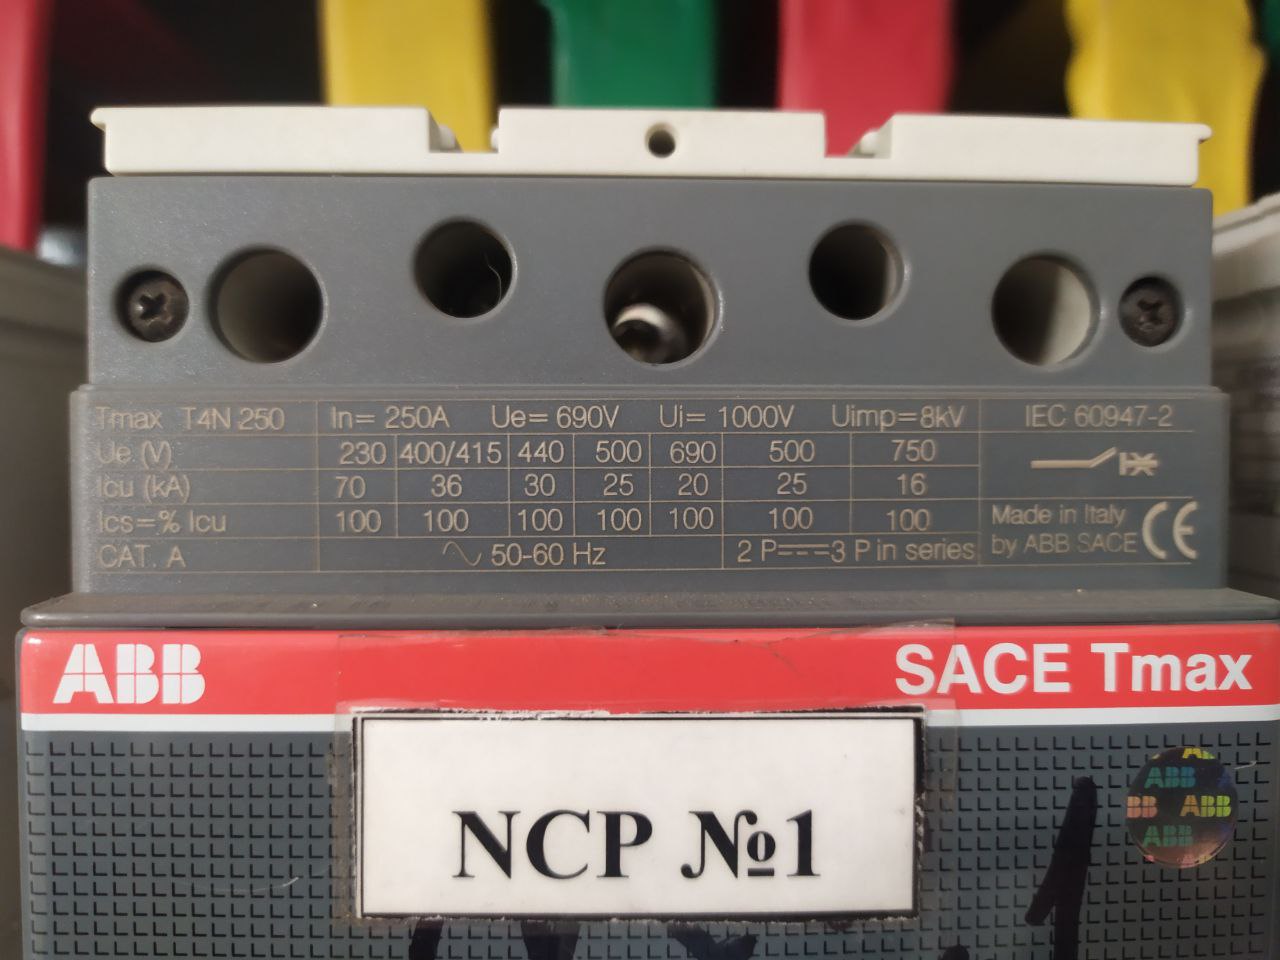 Tmax T4N 250 In= 250A Ue= 690V Ui= 1000V Uimp=8kV IEC 60947-2
Ue (V) 230 400/415 440 500 690 500 750
Icu (kA) 70 36 30 25 20 25 16
Ics=% Icu 100 100 100 100 100 100 100
CAT. A 50-60 Hz 2 P 3 P in series
Made in Italy
by ABB SACE CE
ABB SACE Tmax
NCP №1
ABB
ABB
ABB